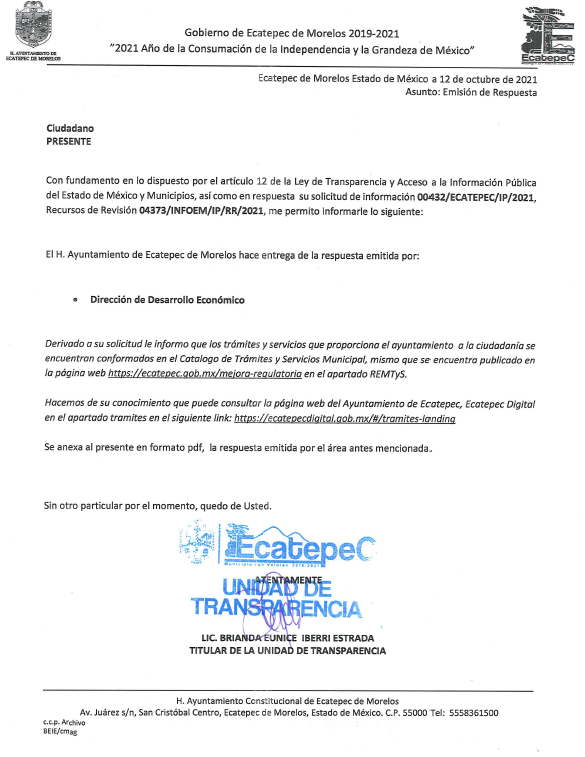 Gobierno de Ecatepec de Morelos 2019-2021
"2021 Año de la Consumación de la Independencia y la Grandeza de México"
H. AYUNTAMIENTO DE
ECATEPEC DE MORELOS
EcatepeC
Ecatepec de Morelos Estado de México a 12 de octubre de 2021
Asunto: Emisión de Respuesta
Ciudadano
PRESENTE
Con fundamento en lo dispuesto por el artículo 12 de la Ley de Transparencia y Acceso a la Información Pública
del Estado de México y Municipios, así como en respuesta su solicitud de información 00432/ECATEPEC/IP/2021,
Recursos de Revisión 04373/INFOEM/IP/RR/2021, me permito informarle lo siguiente:
El H. Ayuntamiento de Ecatepec de Morelos hace entrega de la respuesta emitida por:
• Dirección de Desarrollo Económico
Derivado a su solicitud le informo que los trámites y servicios que proporciona el ayuntamiento a la ciudadanía se
encuentran conformados en el Catalogo de Trámites y Servicios Municipal, mismo que se encuentra publicado en
la página web https://ecatepec.gob.mx/mejora-regulatoria en el apartado REMTyS.
Hacemos de su conocimiento que puede consultar la página web del Ayuntamiento de Ecatepec, Ecatepec Digital
en el apartado tramites en el siguiente link: https://ecatepecdigital.gob.mx/#/tramites-landing
Se anexa al presente en formato pdf, la respuesta emitida por el área antes mencionada..
Sin otro particular por el momento, quedo de Usted.
EcatepeC
Municipio con Valores 2019-2021
ATENTAMENTE
UNIDAD DE
TRANSPARENCIA
LIC. BRIANDA EUNICE IBERRI ESTRADA
TITULAR DE LA UNIDAD DE TRANSPARENCIA
H. Ayuntamiento Constitucional de Ecatepec de Morelos
Av. Juárez s/n, San Cristóbal Centro, Ecatepec de Morelos, Estado de México. C.P. 55000 Tel: 5558361500
c.c.p. Archivo
BEIE/cmag